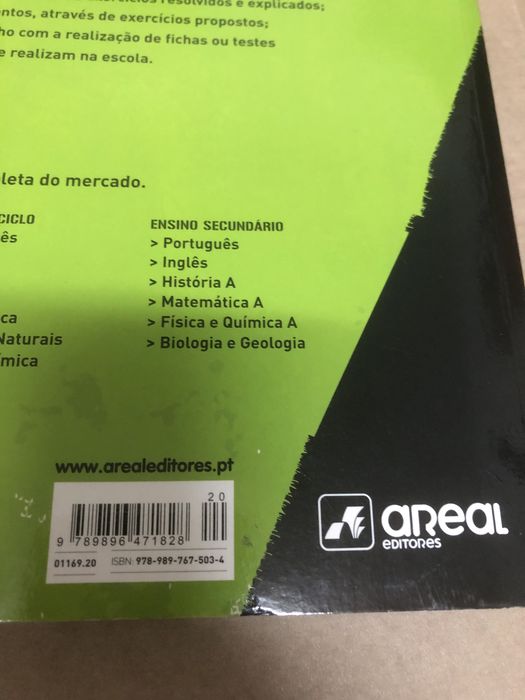 resolvidos e explicados;
ntos, através de exercícios propostos;
ho com a realização de fichas ou testes
e realizam na escola.
leta do mercado.
CICLO
ês
ca
Naturais
mica
ENSINO SECUNDÁRIO
> Português
> Inglês
> História A
> Matemática A
> Física e Química A
> Biologia e Geologia
www.arealeditores.pt
20
9 789896 471828
01169.20 ISBN: 978-989-767-503-4
aReaL
EDITORES